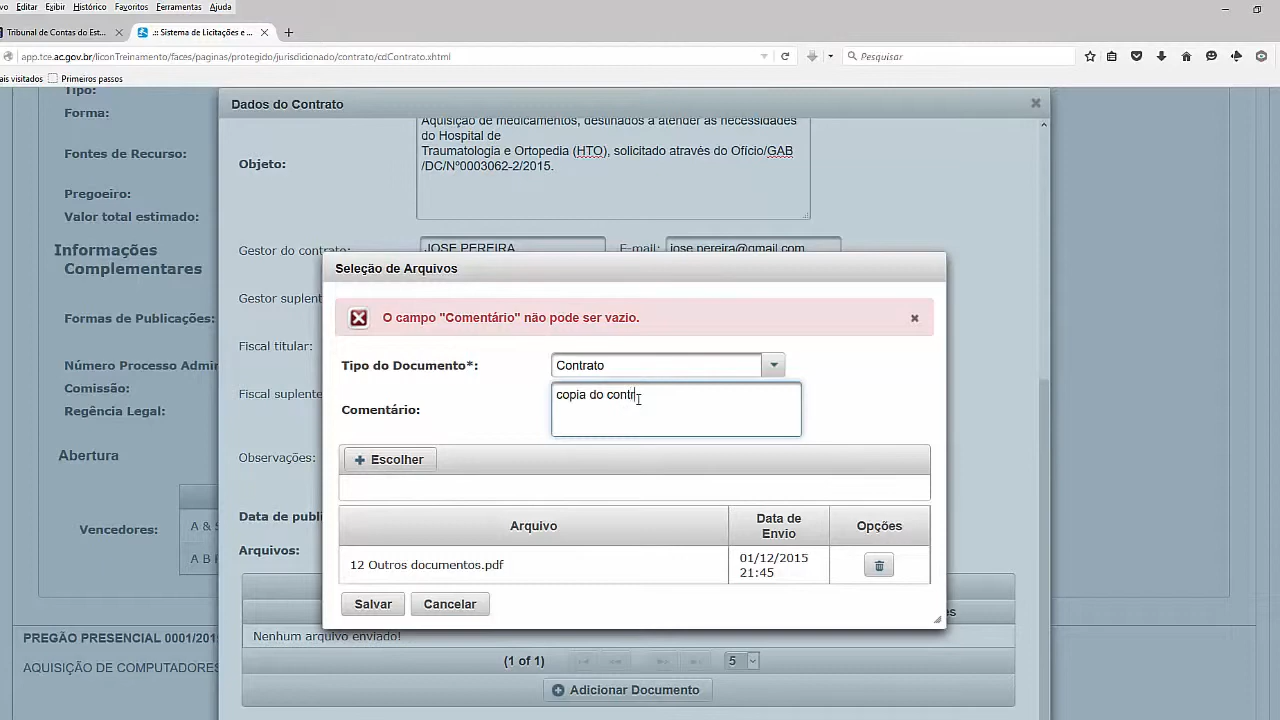 Editar Exibir Histórico Favoritos Ferramentas Ajuda
Tribunal de Contas do Est... × .:: Sistema de Licitações e ... ×
app.tce.ac.gov.br/liconTreinamento/faces/paginas/protegido/jurisdicionado/contrato/cdContrato.xhtml
Pesquisar
ais visitados Primeiros passos
Tipo:
Forma:
Fontes de Recurso:
Pregoeiro:
Valor total estimado:
Informações
Complementares
Formas de Publicações:
Número Processo Admir
Comissão:
Regência Legal:
Abertura
Vencedores:
PREGÃO PRESENCIAL 0001/201
AQUISIÇÃO DE COMPUTADORES
Dados do Contrato
Objeto:
Aquisição de medicamentos, destinados a atender as necessidades
do Hospital de
Traumatologia e Ortopedia (HTO), solicitado através do Ofício/GAB
/DC/Nº0003062-2/2015.
Gestor do contrato: JOSE PEREIRA E-mail: jose.pereira@gmail.com
Gestor suplent
Fiscal titular:
Fiscal suplente
Observações:
Data de publi
Arquivos:
Seleção de Arquivos
O campo "Comentário" não pode ser vazio.
Tipo do Documento*: Contrato
Comentário: copia do contr
Escolher
Arquivo Data de Envio Opções
12 Outros documentos.pdf 01/12/2015 21:45
Salvar Cancelar
Nenhum arquivo enviado!
(1 of 1) 5
Adicionar Documento